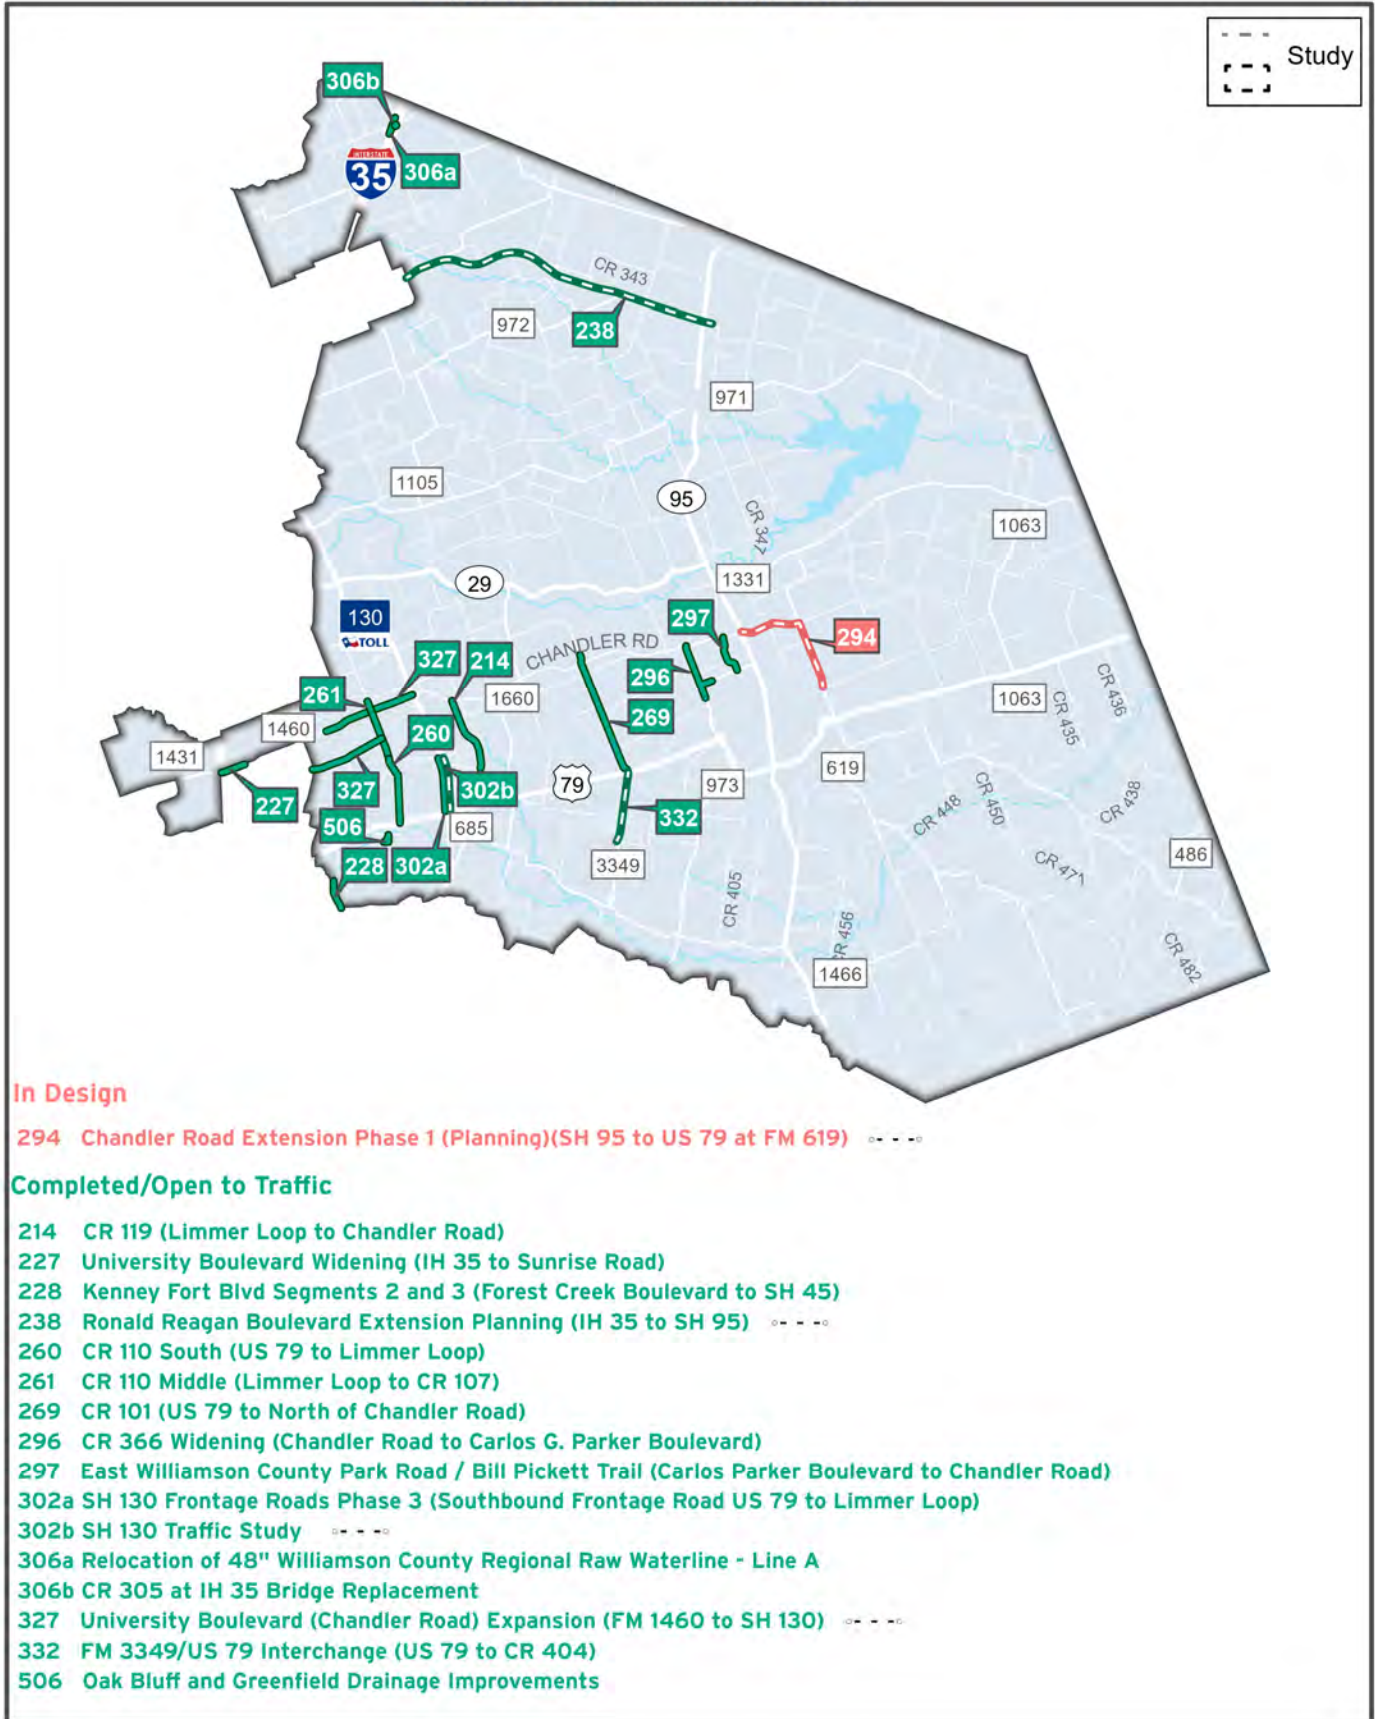 Study
306b
INTERSTATE
35
306a
CR 343
972
238
971
1105
95
CR 347
1063
29
1331
130
TOLL
297
294
CHANDLER RD
327
214
296
261
1660
1063
CR 436
CR 435
1460
260
269
1431
619
327
302b
79
973
CR 450
CR 438
CR 448
227
506
685
332
228
302a
3349
CR 471
486
CR 405
CR 456
CR 482
1466
In Design
294 Chandler Road Extension Phase 1 (Planning)(SH 95 to US 79 at FM 619)
Completed/Open to Traffic
214 CR 119 (Limmer Loop to Chandler Road)
227 University Boulevard Widening (IH 35 to Sunrise Road)
228 Kenney Fort Blvd Segments 2 and 3 (Forest Creek Boulevard to SH 45)
238 Ronald Reagan Boulevard Extension Planning (IH 35 to SH 95)
260 CR 110 South (US 79 to Limmer Loop)
261 CR 110 Middle (Limmer Loop to CR 107)
269 CR 101 (US 79 to North of Chandler Road)
296 CR 366 Widening (Chandler Road to Carlos G. Parker Boulevard)
297 East Williamson County Park Road / Bill Pickett Trail (Carlos Parker Boulevard to Chandler Road)
302a SH 130 Frontage Roads Phase 3 (Southbound Frontage Road US 79 to Limmer Loop)
302b SH 130 Traffic Study
306a Relocation of 48" Williamson County Regional Raw Waterline - Line A
306b CR 305 at IH 35 Bridge Replacement
327 University Boulevard (Chandler Road) Expansion (FM 1460 to SH 130)
332 FM 3349/US 79 Interchange (US 79 to CR 404)
506 Oak Bluff and Greenfield Drainage Improvements